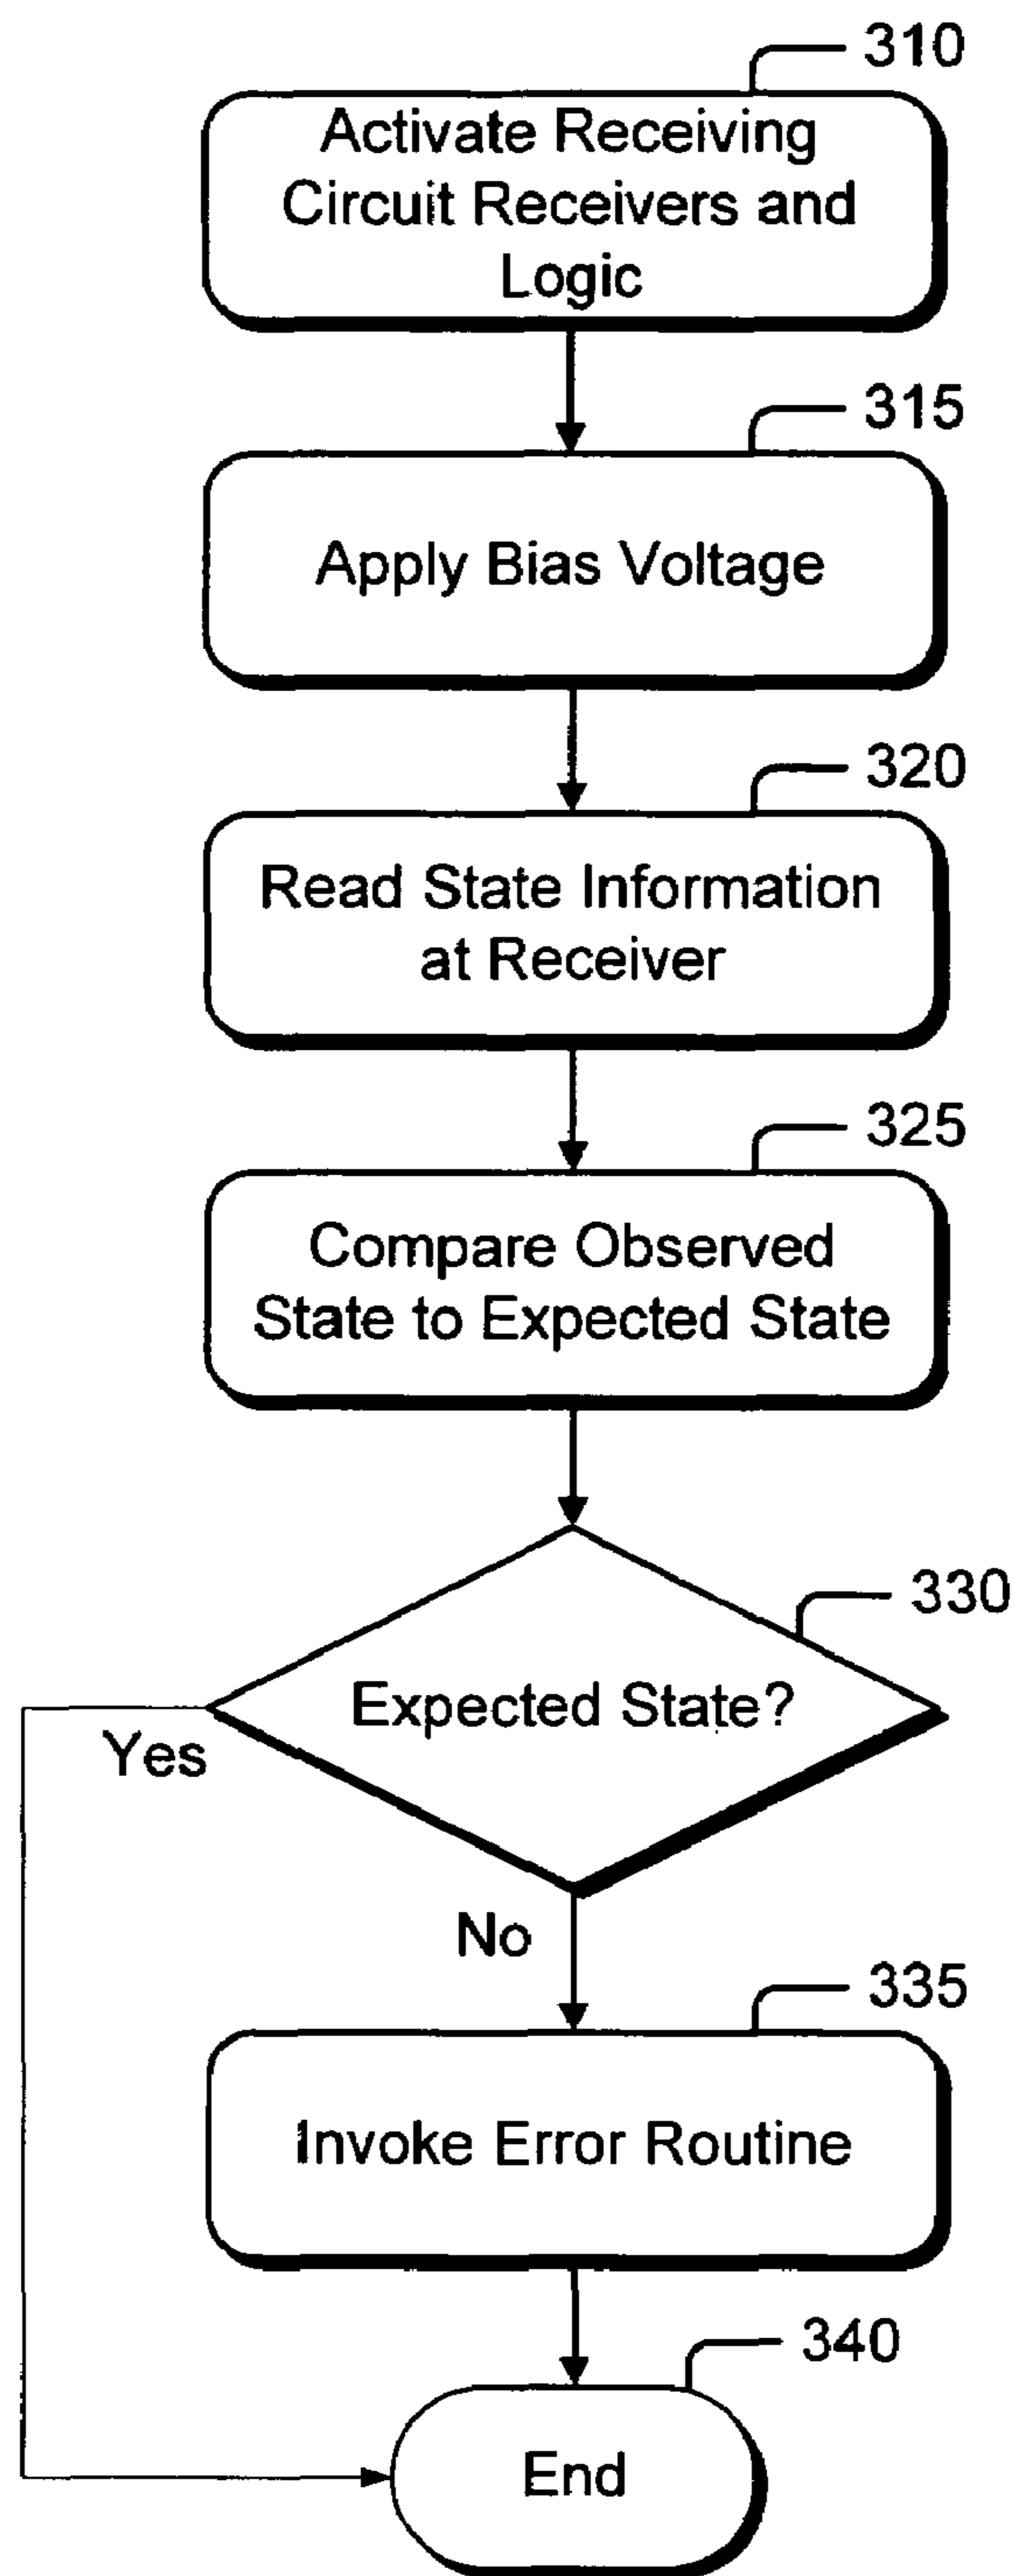 310
Activate Receiving
Circuit Receivers and
Logic
315
Apply Bias Voltage
320
Read State Information
at Receiver
325
Compare Observed
State to Expected State
330
Expected State?
Yes
No
335
Invoke Error Routine
340
End